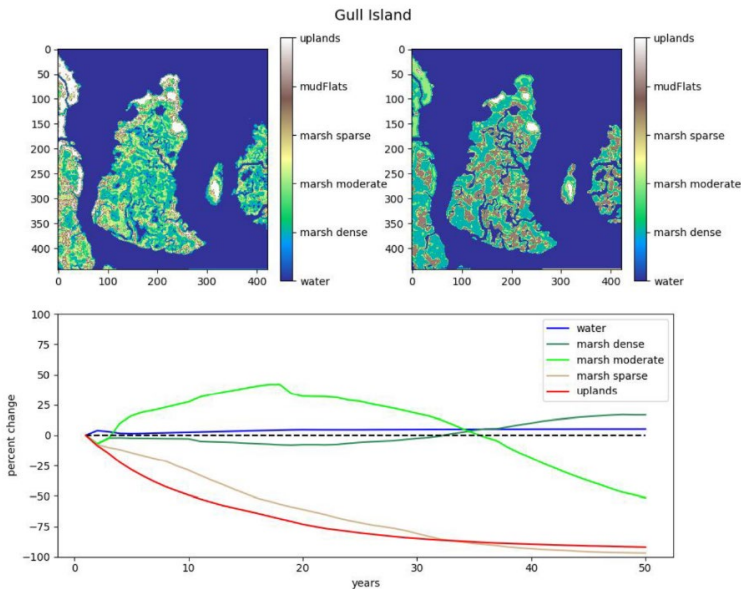 Gull Island
0
50
100
150
200
250
300
350
400
0
100
200
300
400
uplands
mudFlats
marsh sparse
marsh moderate
marsh dense
water
0
50
100
150
200
250
300
350
400
0
100
200
300
400
uplands
mudFlats
marsh sparse
marsh moderate
marsh dense
water
100
75
50
25
0
−25
−50
−75
−100
percent change
water
marsh dense
marsh moderate
marsh sparse
uplands
0
10
20
30
40
50
years